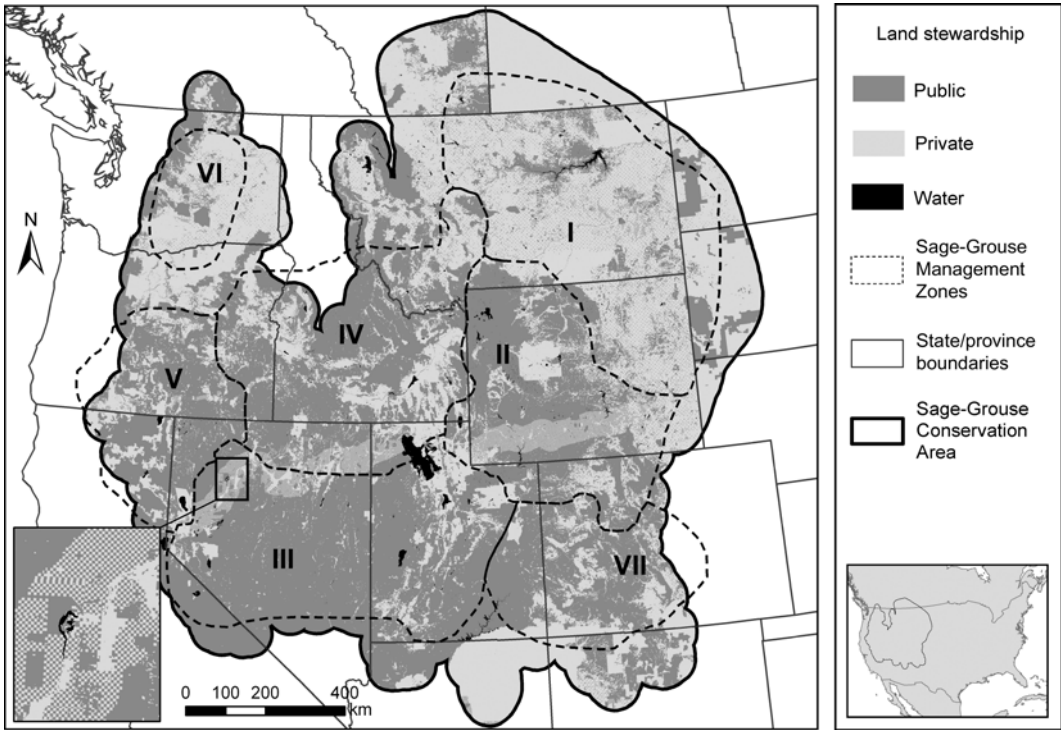 VI
I
IV
II
V
III
VII
N
0 100 200 400
km
Land stewardship
Public
Private
Water
Sage-Grouse
Management
Zones
State/province
boundaries
Sage-Grouse
Conservation
Area